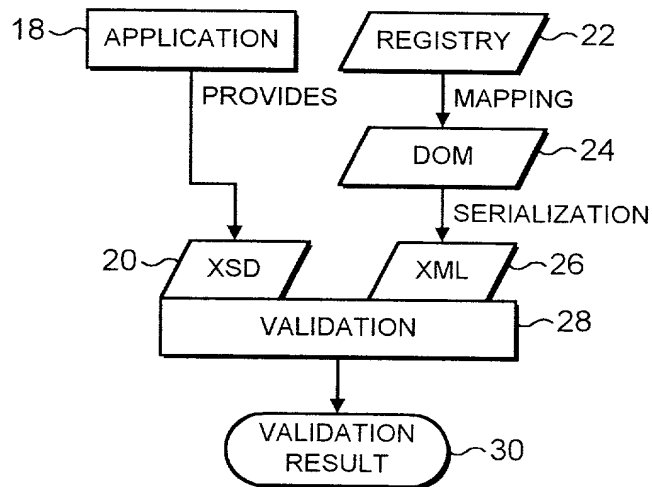 18 APPLICATION
REGISTRY 22
PROVIDES
MAPPING
DOM 24
SERIALIZATION
20 XSD
XML 26
VALIDATION 28
VALIDATION
RESULT 30